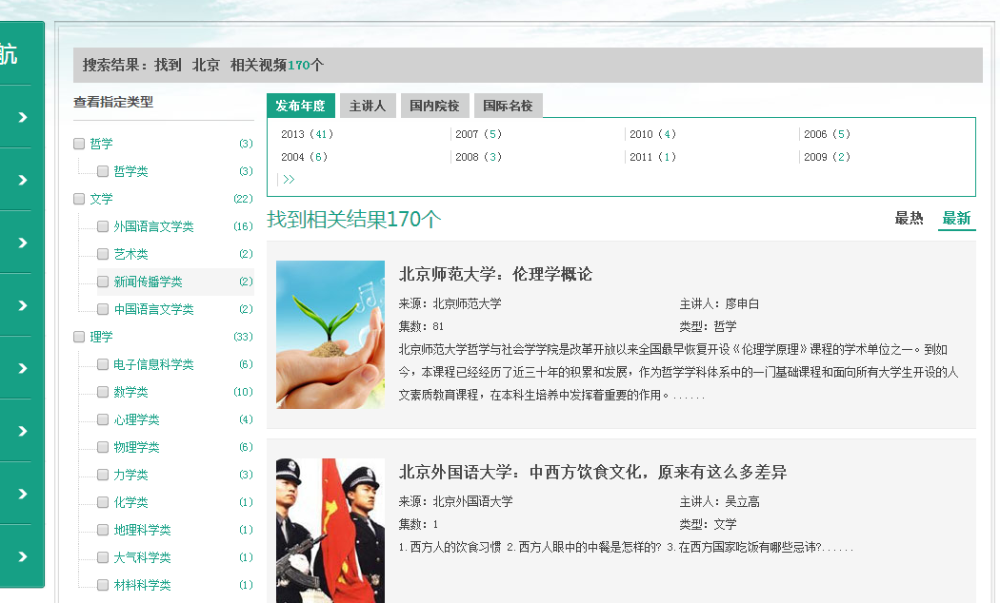 航
搜索结果：找到 北京 相关视频170个
查看指定类型
哲学 (3)
哲学类 (3)
文学 (22)
外国语言文学类 (16)
艺术类 (2)
新闻传播学类 (2)
中国语言文学类 (2)
理学 (33)
电子信息科学类 (6)
数学类 (10)
心理学类 (4)
物理学类 (6)
力学类 (3)
化学类 (1)
地理科学类 (1)
大气科学类 (1)
材料科学类 (1)
发布年度 主讲人 国内院校 国际名校
2013（41） 2007（5） 2010（4） 2006（5）
2004（6） 2008（3） 2011（1） 2009（2）
>>
找到相关结果170个 最热 最新
北京师范大学：伦理学概论
来源：北京师范大学 主讲人：廖申白
集数：81 类型：哲学
北京师范大学哲学与社会学学院是改革开放以来全国最早恢复开设《伦理学原理》课程的学术单位之一。到如
今，本课程已经经历了近三十年的积累和发展，作为哲学学科体系中的一门基础课程和面向所有大学生开设的人
文素质教育课程，在本科生培养中发挥着重要的作用。......
北京外国语大学：中西方饮食文化，原来有这么多差异
来源：北京外国语大学 主讲人：吴立高
集数：1 类型：文学
1.西方人的饮食习惯 2.西方人眼中的中餐是怎样的? 3.在西方国家吃饭有哪些忌讳?......